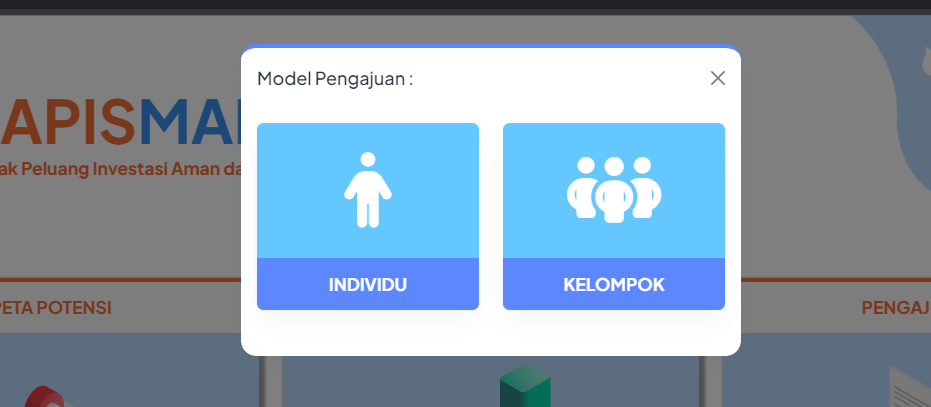 Model Pengajuan :
APISMA
ak Peluang Investasi Aman da
INDIVIDU
KELOMPOK
PETA POTENSI
PENGAJ